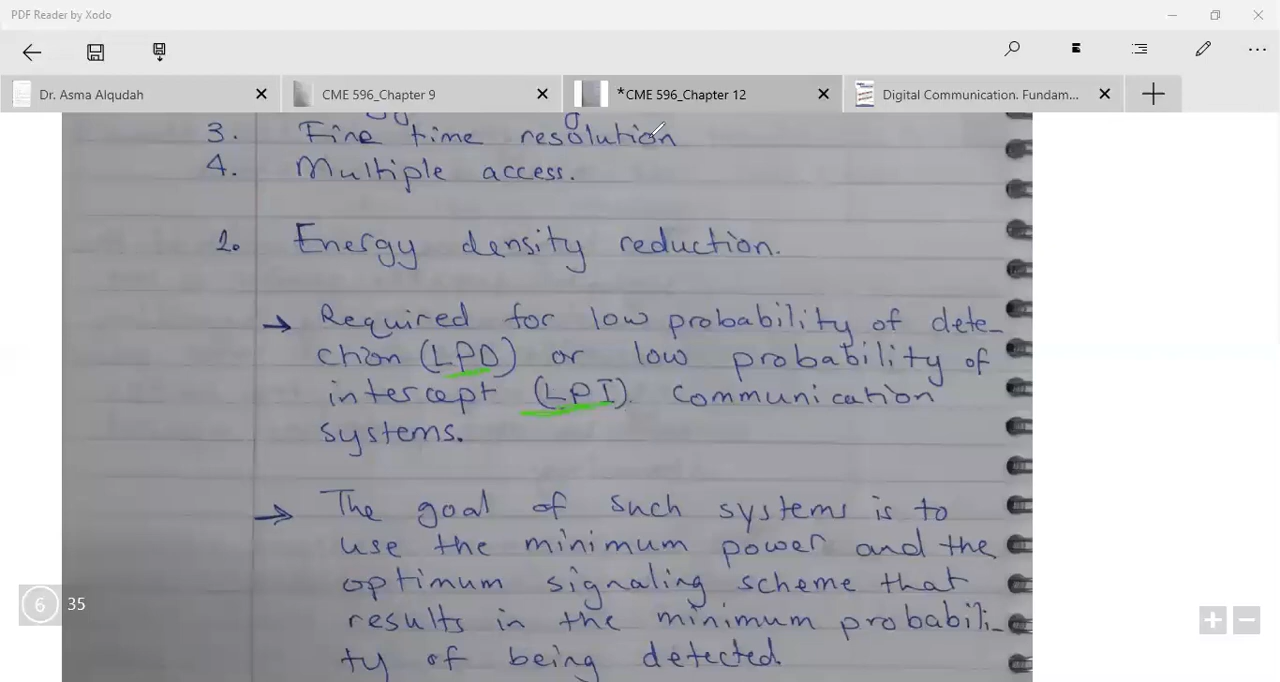 PDF Reader by Xodo
Dr. Asma Alqudah
CME 596_Chapter 9
*CME 596_Chapter 12
Digital Communication. Fundam...
3. Fine time resolution
4. Multiple access.
2. Energy density reduction.
→ Required for low probability of dete-
ction (LPD) or low probability of
intercept (LPI). Communication
systems.
→ The goal of such systems is to
use the minimum power and the
optimum signaling scheme that
results in the minimum probabili-
ty of being detected.
6 35